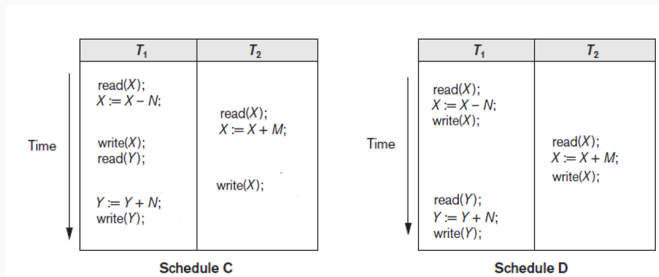 T₁ T₂
read(X);
X := X – N;
read(X);
X := X + M;
write(X);
read(Y);
write(X);
Y := Y + N;
write(Y);
Time
Schedule C
T₁ T₂
read(X);
X := X – N;
write(X);
read(X);
X := X + M;
write(X);
read(Y);
Y := Y + N;
write(Y);
Time
Schedule D